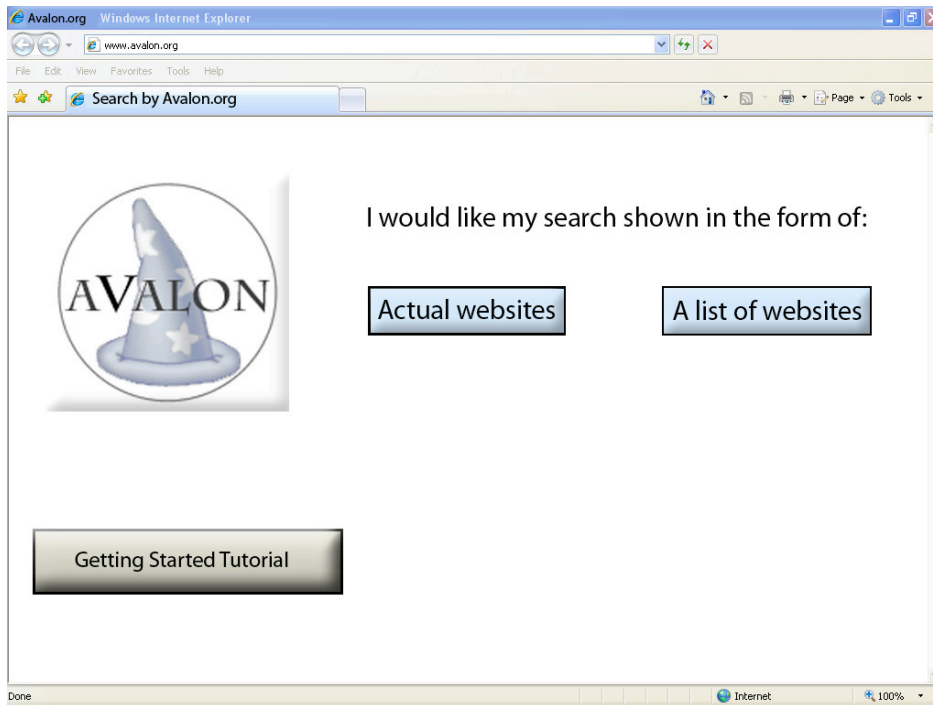 Avalon.org Windows Internet Explorer
www.avalon.org
File Edit View Favorites Tools Help
Search by Avalon.org
Page Tools
I would like my search shown in the form of:
AVALON
Actual websites A list of websites
Getting Started Tutorial
Done Internet 100%